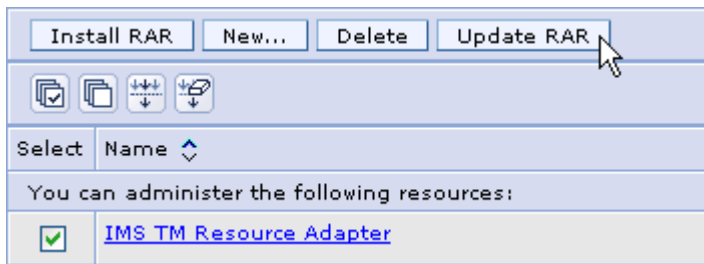 Install RAR New... Delete Update RAR
Select Name
You can administer the following resources:
IMS TM Resource Adapter